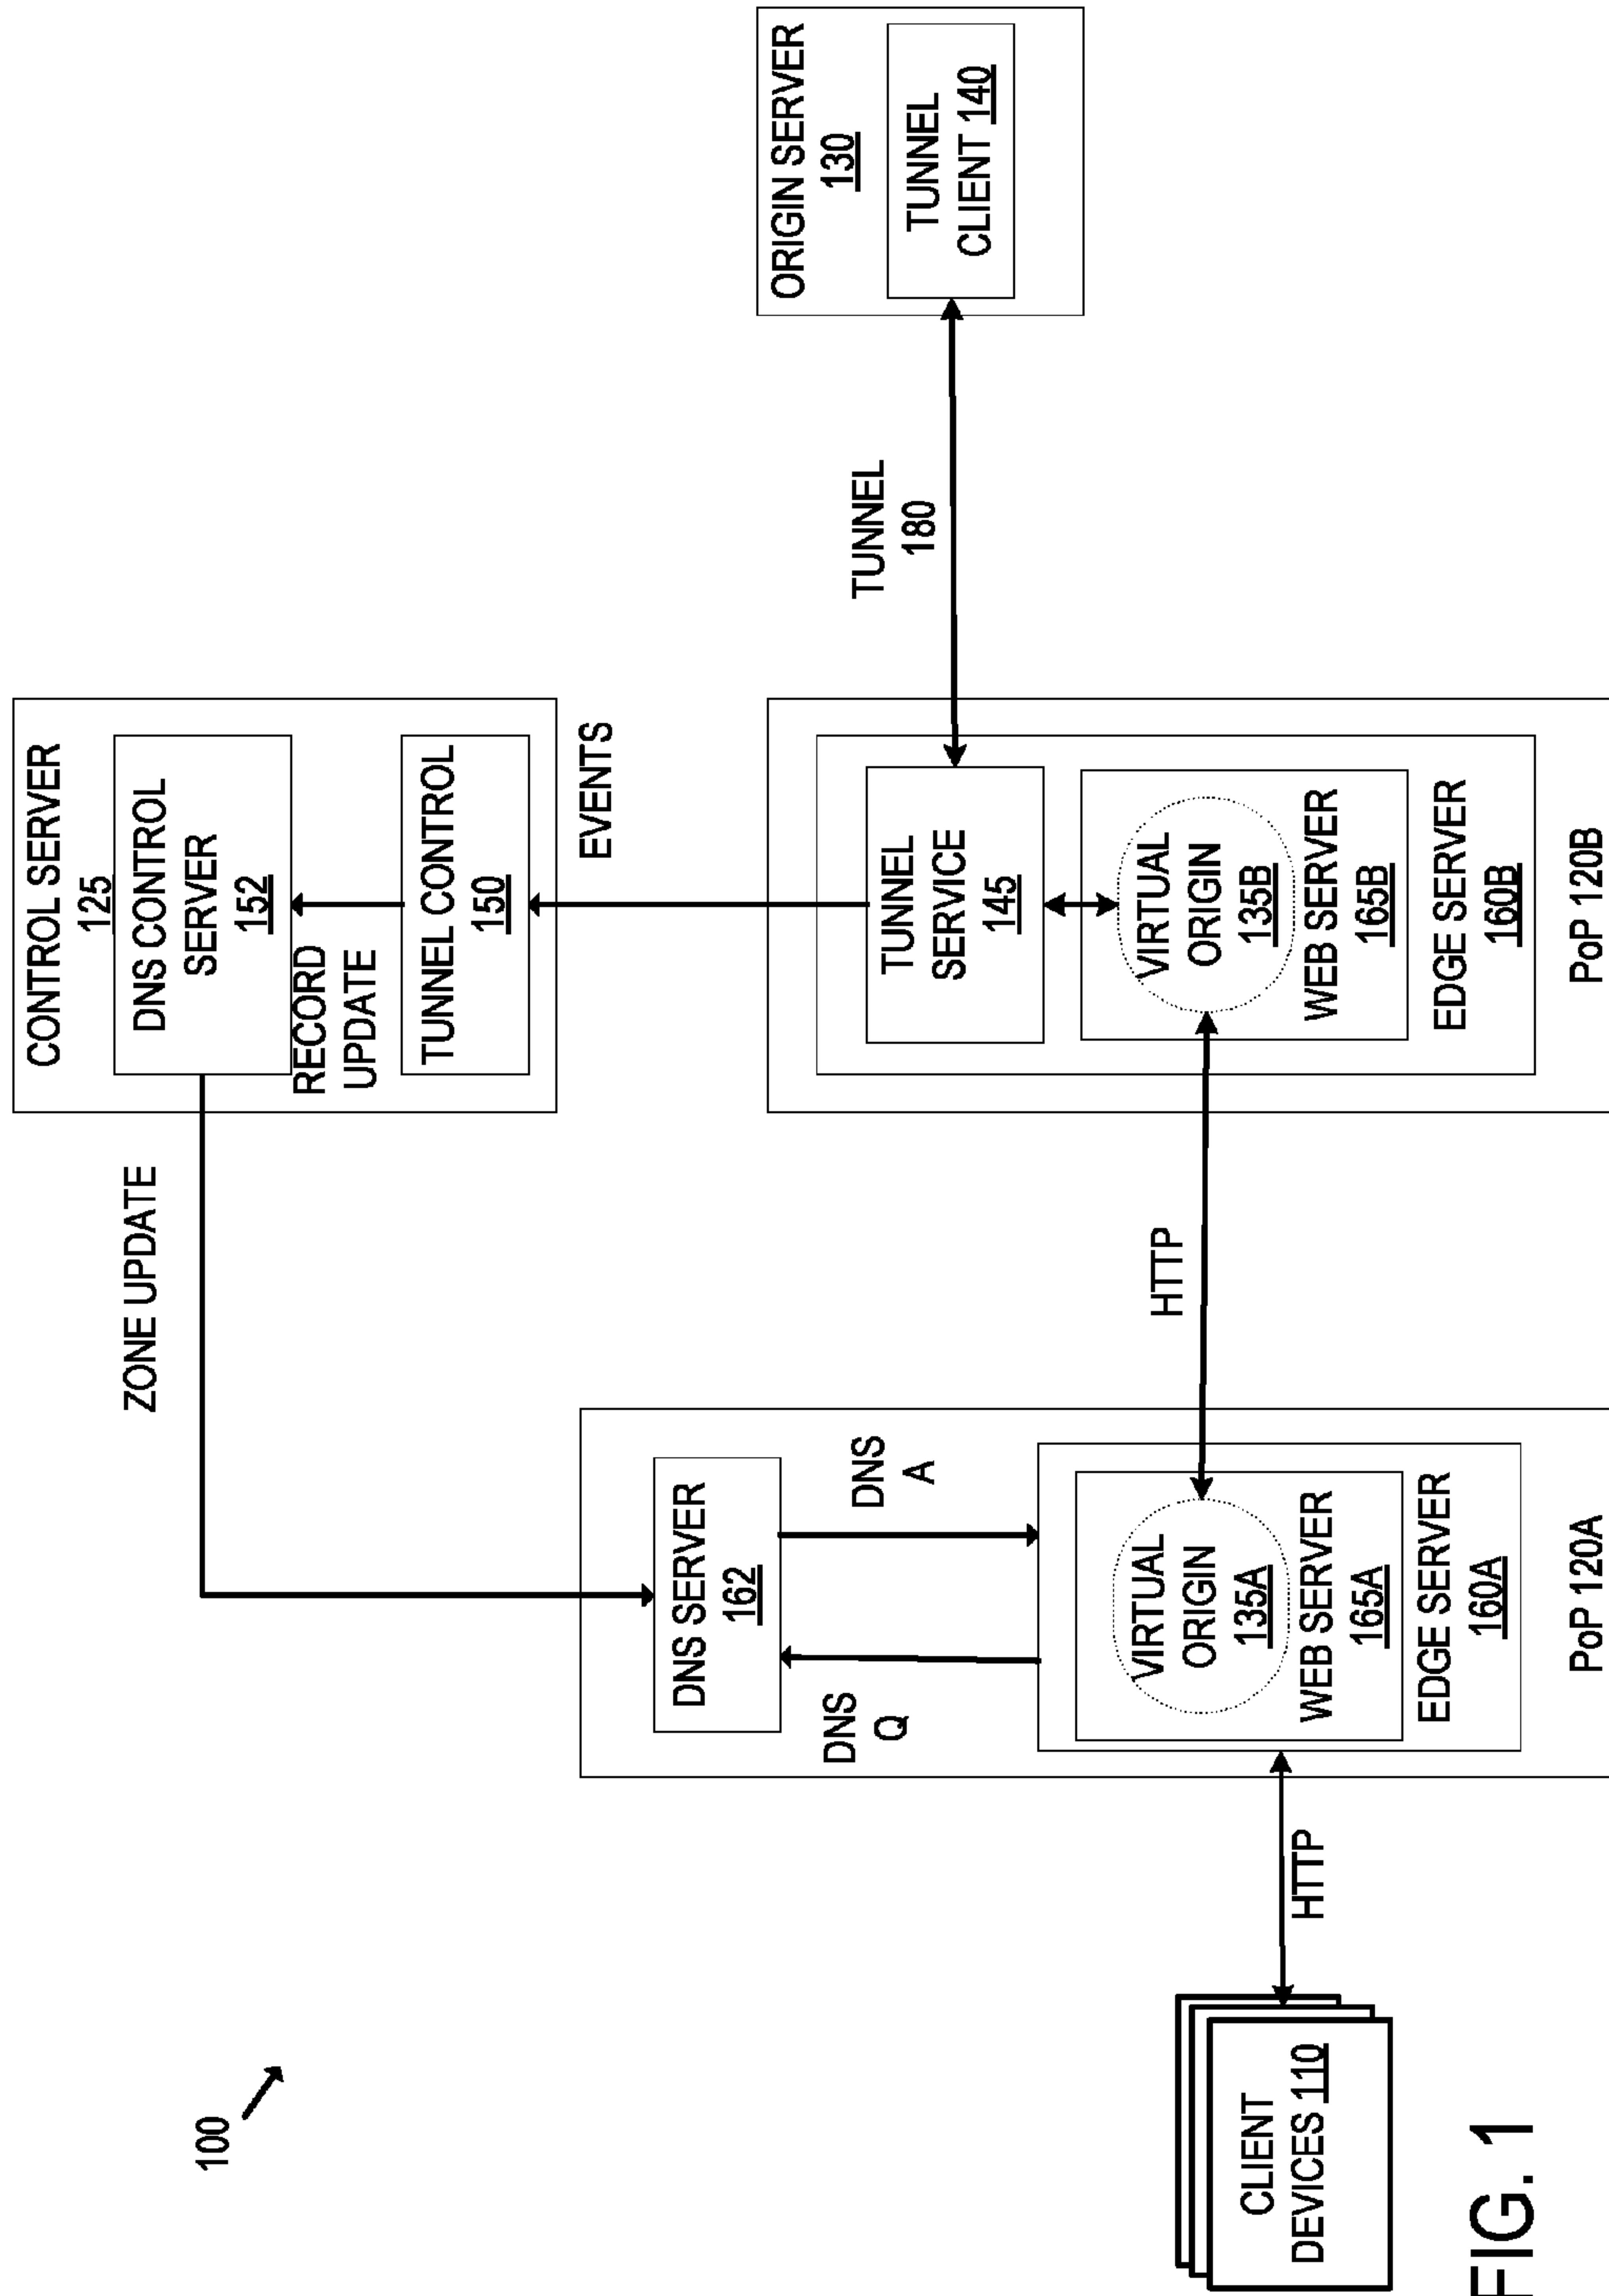 100
CONTROL SERVER
125
DNS CONTROL
SERVER
152
RECORD
UPDATE
TUNNEL CONTROL
150
ZONE UPDATE
EVENTS
DNS SERVER
162
DNS
Q
DNS
A
VIRTUAL
ORIGIN
135A
WEB SERVER
165A
EDGE SERVER
160A
PoP 120A
HTTP
TUNNEL
SERVICE
145
VIRTUAL
ORIGIN
135B
WEB SERVER
165B
EDGE SERVER
160B
PoP 120B
TUNNEL
180
ORIGIN SERVER
130
TUNNEL
CLIENT 140
CLIENT
DEVICES 110
HTTP
FIG. 1